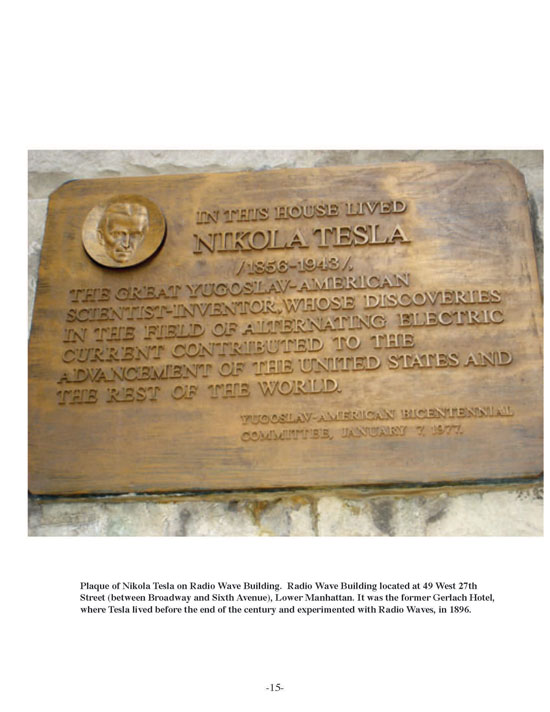 IN THIS HOUSE LIVED
NIKOLA TESLA
/1856-1943/,
THE GREAT YUGOSLAV-AMERICAN
SCIENTIST-INVENTOR, WHOSE DISCOVERIES
IN THE FIELD OF ALTERNATING ELECTRIC
CURRENT CONTRIBUTED TO THE
ADVANCEMENT OF THE UNITED STATES AND
THE REST OF THE WORLD.
YUGOSLAV-AMERICAN BICENTENNIAL
COMMITTEE, JANUARY 7, 1977.
Plaque of Nikola Tesla on Radio Wave Building. Radio Wave Building located at 49 West 27th
Street (between Broadway and Sixth Avenue), Lower Manhattan. It was the former Gerlach Hotel,
where Tesla lived before the end of the century and experimented with Radio Waves, in 1896.
-15-